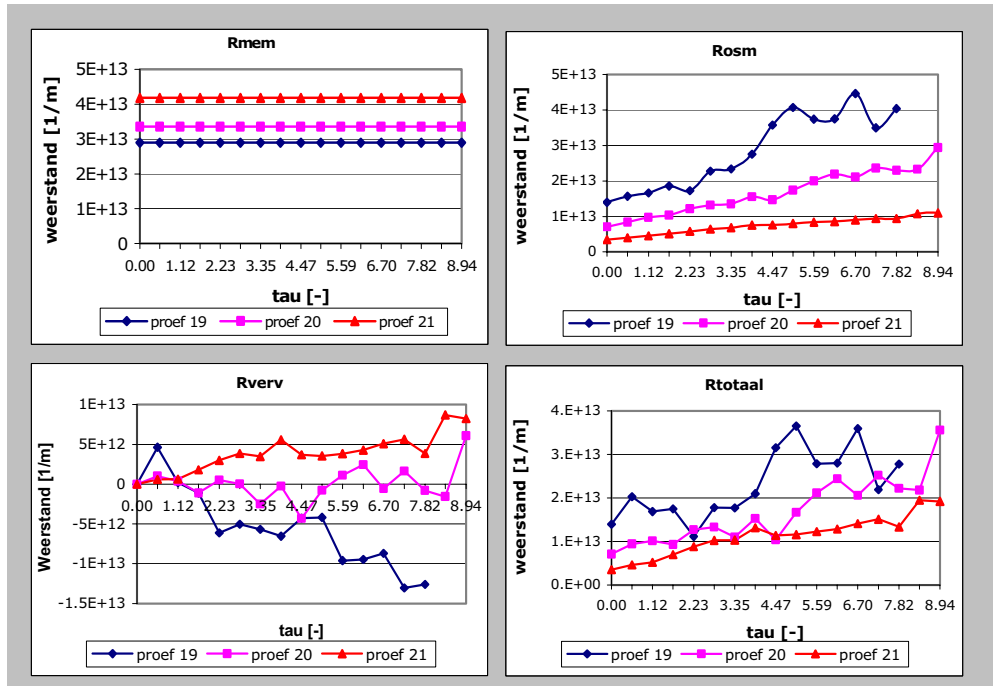 Rmem
weerstand [1/m]
5E+13
4E+13
3E+13
2E+13
1E+13
0
0.00 1.12 2.23 3.35 4.47 5.59 6.70 7.82 8.94
tau [-]
proef 19 proef 20 proef 21
Rosm
weerstand [1/m]
5E+13
4E+13
3E+13
2E+13
1E+13
0
0.00 1.12 2.23 3.35 4.47 5.59 6.70 7.82 8.94
tau [-]
proef 19 proef 20 proef 21
Rverv
Weerstand [1/m]
1E+13
5E+12
0
-5E+12
-1E+13
-1.5E+13
0.00 1.12 2.23 3.35 4.47 5.59 6.70 7.82 8.94
tau [-]
proef 19 proef 20 proef 21
Rtotaal
weerstand [1/m]
4.E+13
3.E+13
2.E+13
1.E+13
0.E+00
0.00 1.12 2.23 3.35 4.47 5.59 6.70 7.82 8.94
tau [-]
proef 19 proef 20 proef 21